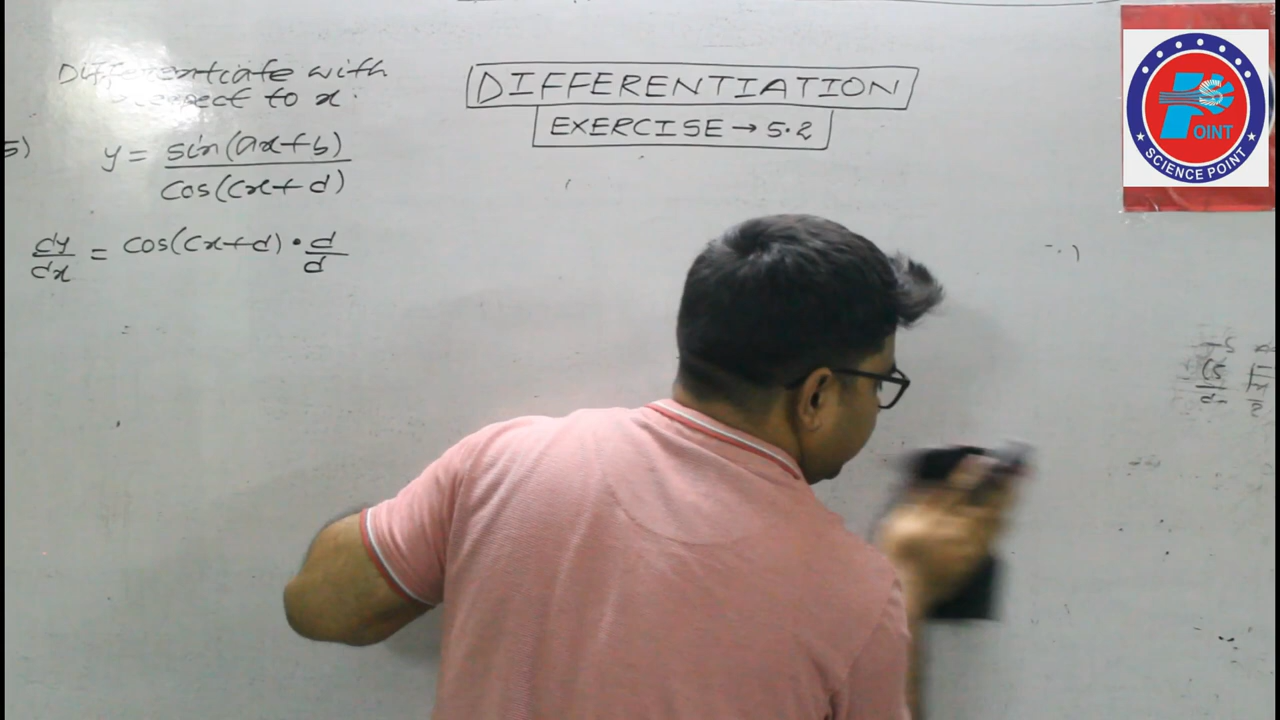 Differentiate with
respect to x.
DIFFERENTIATION
EXERCISE → 5.2
5) y = sin(ax+b)
cos(cx+d)
dy/dx = cos(cx+d) · d/d
S
POINT
SCIENCE POINT